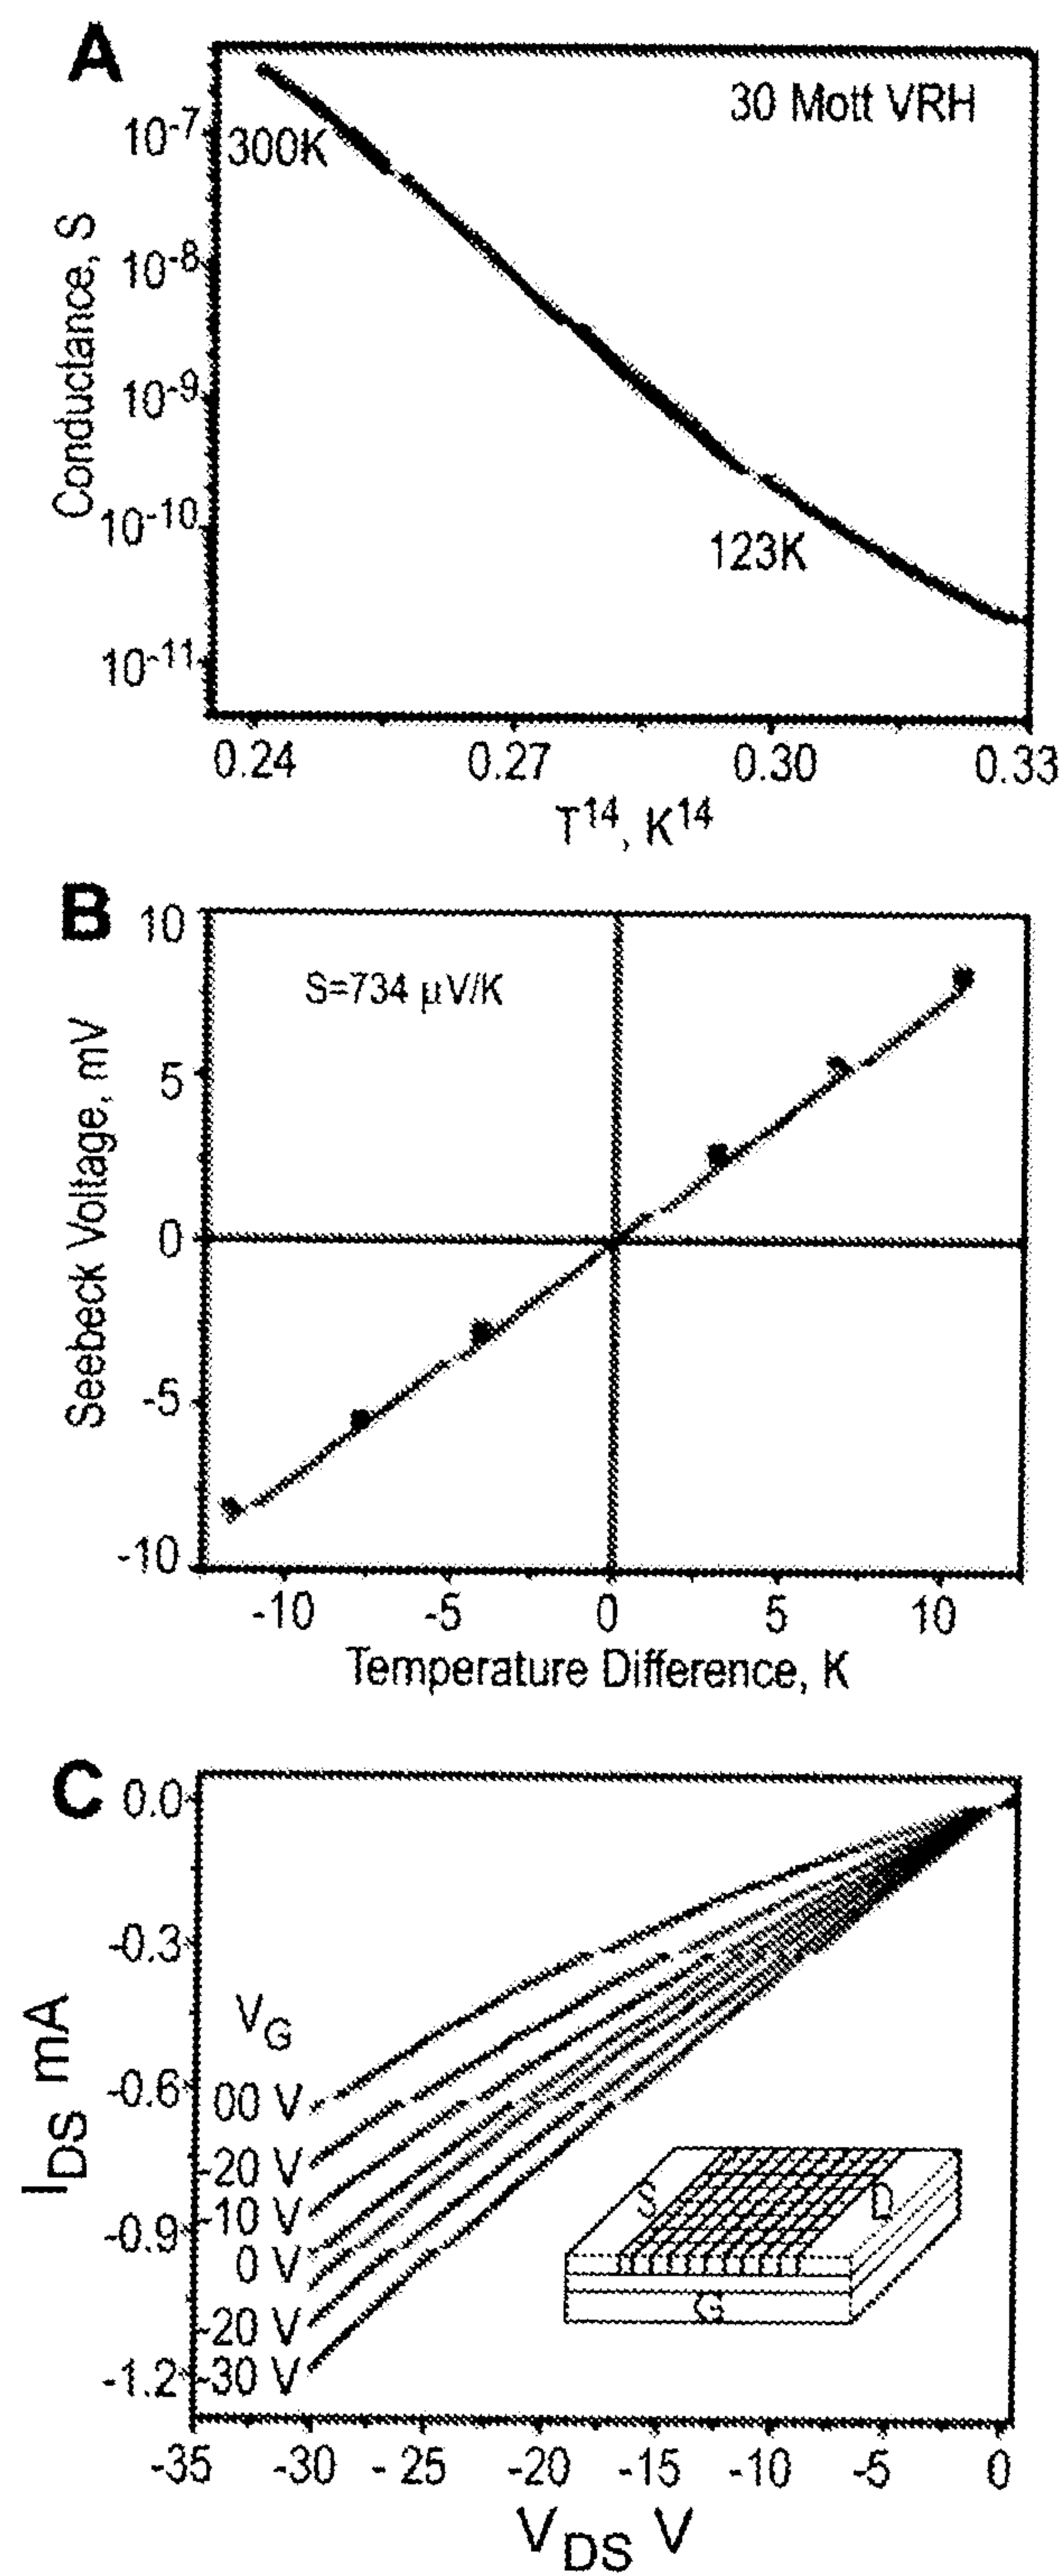 A
30 Mott VRH
300K
123K
10-7
10-8
10-9
10-10
10-11
Conductance, S
0.24 0.27 0.30 0.33
T14, K14
B
S=734 µV/K
10
5
0
-5
-10
Seebeck Voltage, mV
-10 -5 0 5 10
Temperature Difference, K
C
0.0
-0.3
-0.6
-0.9
-1.2
IDS mA
VG
00 V
-20 V
-10 V
0 V
-20 V
-30 V
S D
G
-35 -30 - 25 -20 -15 -10 -5 0
VDS V